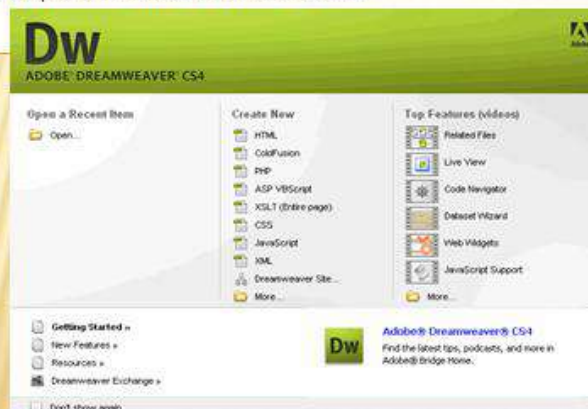 Dw
ADOBE® DREAMWEAVER® CS4
Open a Recent Item
Open...
Create New
HTML
ColdFusion
PHP
ASP VBScript
XSLT (Entire page)
CSS
JavaScript
XML
Dreamweaver Site...
More...
Top Features (videos)
Related Files
Live View
Code Navigator
Dataset Wizard
Web Widgets
JavaScript Support
More...
Getting Started »
New Features »
Resources »
Dreamweaver Exchange »
Dw
Adobe® Dreamweaver® CS4
Find the latest tips, podcasts, and more in
Adobe® Bridge Home.
Don't show again